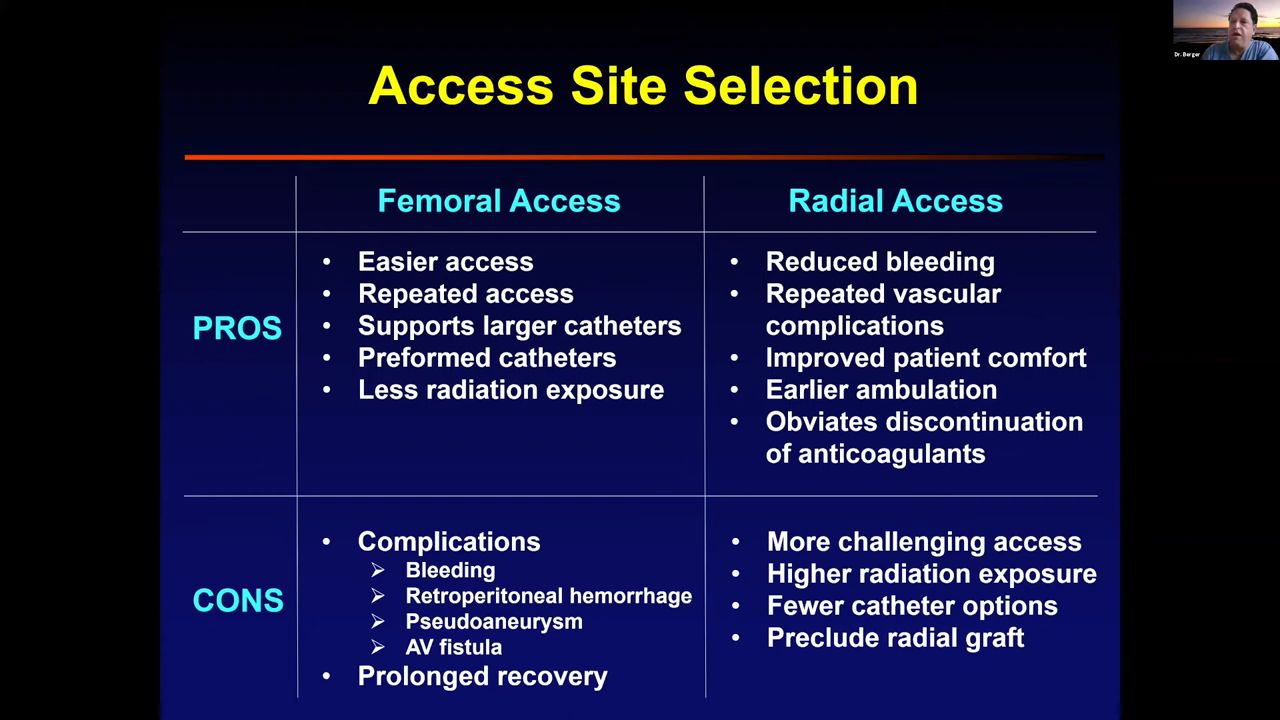 Dr. Berger
Access Site Selection
Femoral Access
Radial Access
PROS
• Easier access
• Repeated access
• Supports larger catheters
• Preformed catheters
• Less radiation exposure
• Reduced bleeding
• Repeated vascular
complications
• Improved patient comfort
• Earlier ambulation
• Obviates discontinuation
of anticoagulants
CONS
• Complications
➢ Bleeding
➢ Retroperitoneal hemorrhage
➢ Pseudoaneurysm
➢ AV fistula
• Prolonged recovery
• More challenging access
• Higher radiation exposure
• Fewer catheter options
• Preclude radial graft